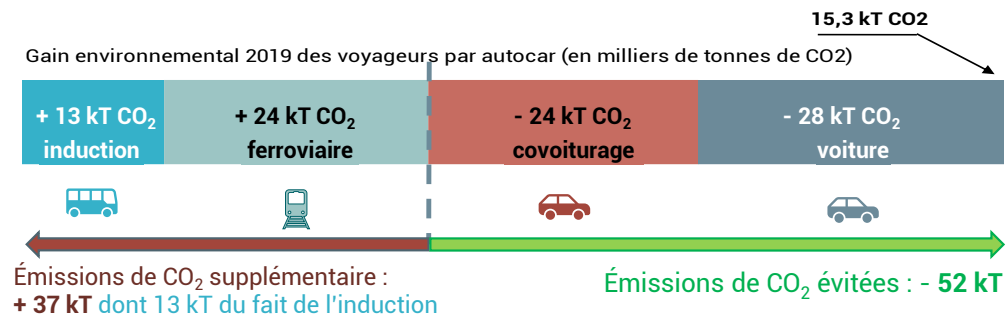 15,3 kT CO2
Gain environmental 2019 des voyageurs par autocar (en milliers de tonnes de CO2)
+ 13 kT CO₂
induction
+ 24 kT CO₂
ferroviaire
- 24 kT CO₂
covoiturage
- 28 kT CO₂
voiture
Émissions de CO₂ supplémentaire :
+ 37 kT dont 13 kT du fait de l'induction
Émissions de CO₂ évitées : - 52 kT